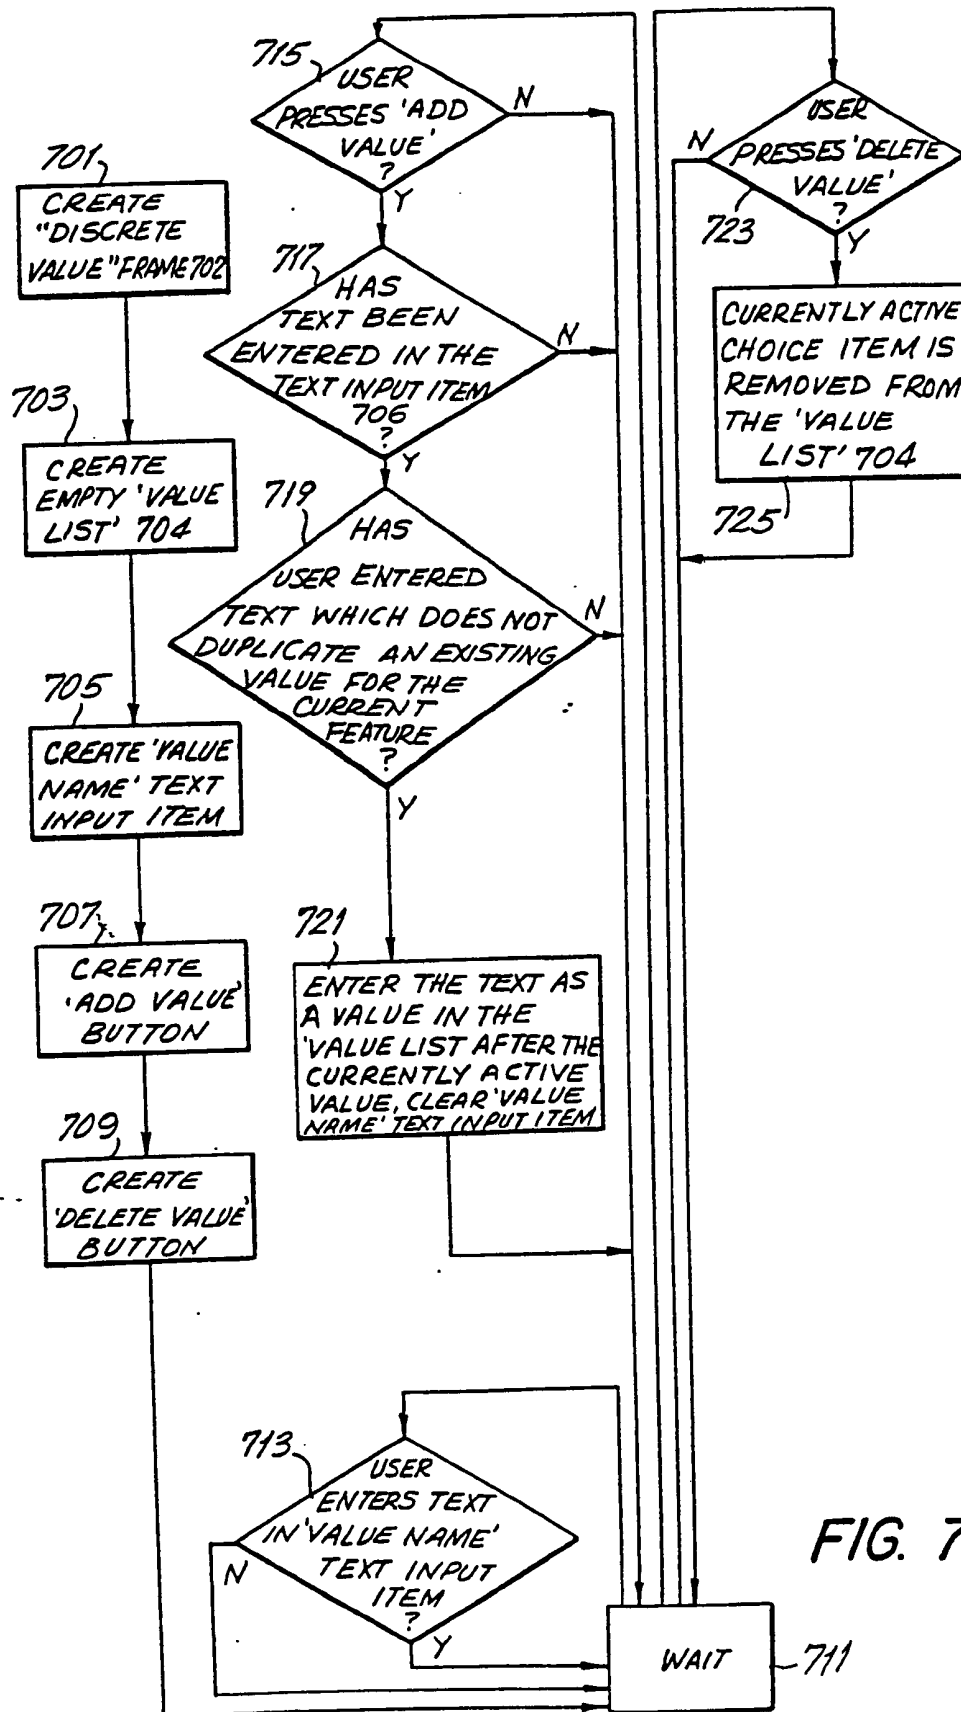 701
CREATE
"DISCRETE
VALUE" FRAME 702
703
CREATE
EMPTY 'VALUE
LIST' 704
705
CREATE 'VALUE
NAME' TEXT
INPUT ITEM
707
CREATE
'ADD VALUE'
BUTTON
709
CREATE
'DELETE VALUE'
BUTTON
715
USER
PRESSES 'ADD
VALUE'
?
N
Y
717
HAS
TEXT BEEN
ENTERED IN THE
TEXT INPUT ITEM
706
?
N
Y
719
HAS
USER ENTERED
TEXT WHICH DOES NOT
DUPLICATE AN EXISTING
VALUE FOR THE
CURRENT
FEATURE
?
N
Y
721
ENTER THE TEXT AS
A VALUE IN THE
'VALUE LIST AFTER THE
CURRENTLY ACTIVE
VALUE, CLEAR 'VALUE
NAME' TEXT INPUT ITEM
713
USER
ENTERS TEXT
IN 'VALUE NAME'
TEXT INPUT
ITEM
?
N
Y
USER
PRESSES 'DELETE
VALUE'
?
N
Y
723
CURRENTLY ACTIVE
CHOICE ITEM IS
REMOVED FROM
THE 'VALUE
LIST' 704
725
WAIT
711
FIG. 7